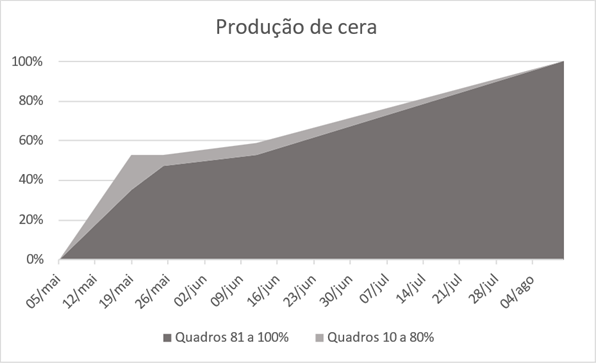 Produção de cera
100%
80%
60%
40%
20%
0%
05/mai
12/mai
19/mai
26/mai
02/jun
09/jun
16/jun
23/jun
30/jun
07/jul
14/jul
21/jul
28/jul
04/ago
Quadros 81 a 100%
Quadros 10 a 80%